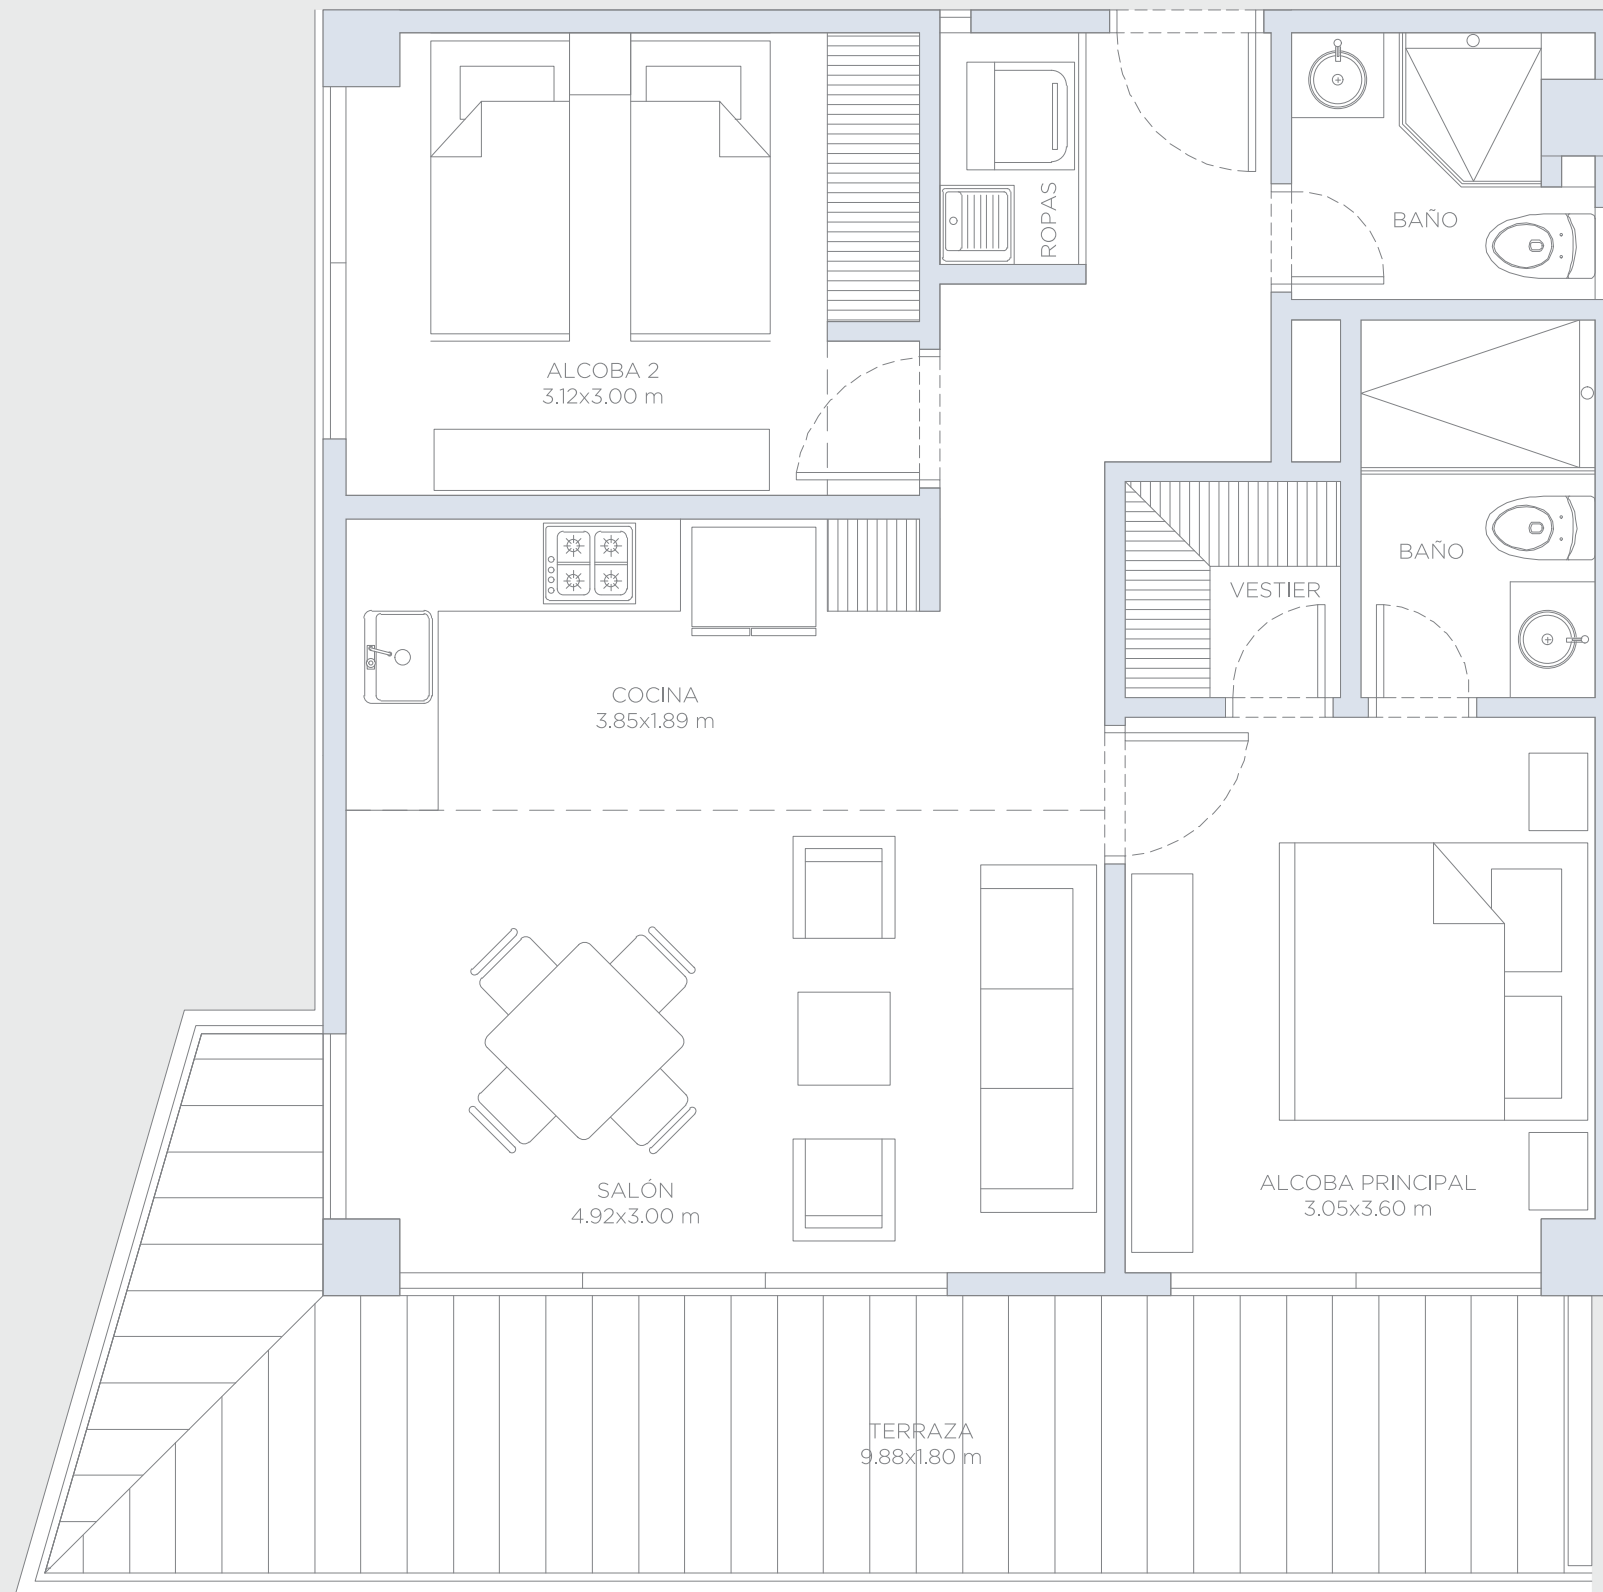 ROPAS
BAÑO
ALCOBA 2
3.12x3.00 m
BAÑO
VESTIER
COCINA
3.85x1.89 m
ALCOBA PRINCIPAL
3.05x3.60 m
SALÓN
4.92x3.00 m
TERRAZA
9.88x1.80 m